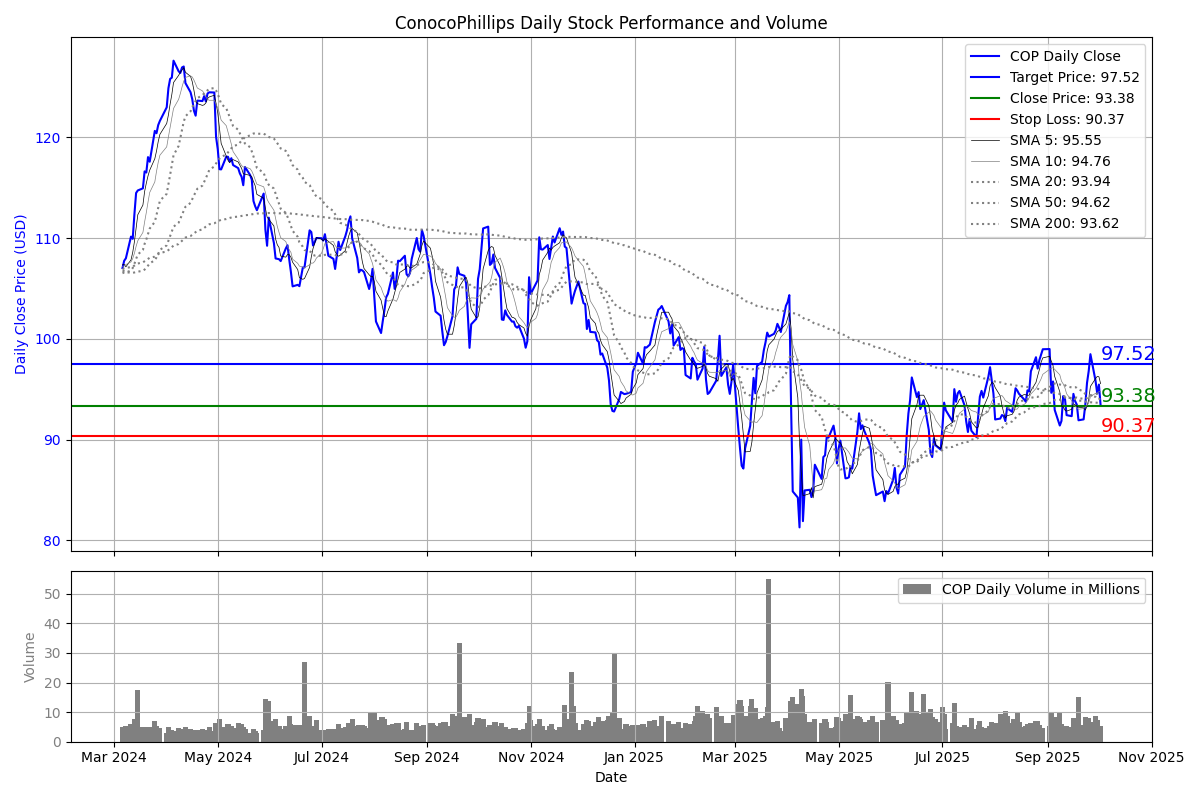 ConocoPhillips Daily Stock Performance and Volume
Daily Close Price (USD)
120
110
100
90
80
COP Daily Close
Target Price: 97.52
Close Price: 93.38
Stop Loss: 90.37
SMA 5: 95.55
SMA 10: 94.76
SMA 20: 93.94
SMA 50: 94.62
SMA 200: 93.62
97.52
93.38
90.37
Volume
50
40
30
20
10
0
COP Daily Volume in Millions
Mar 2024 May 2024 Jul 2024 Sep 2024 Nov 2024 Jan 2025 Mar 2025 May 2025 Jul 2025 Sep 2025 Nov 2025
Date